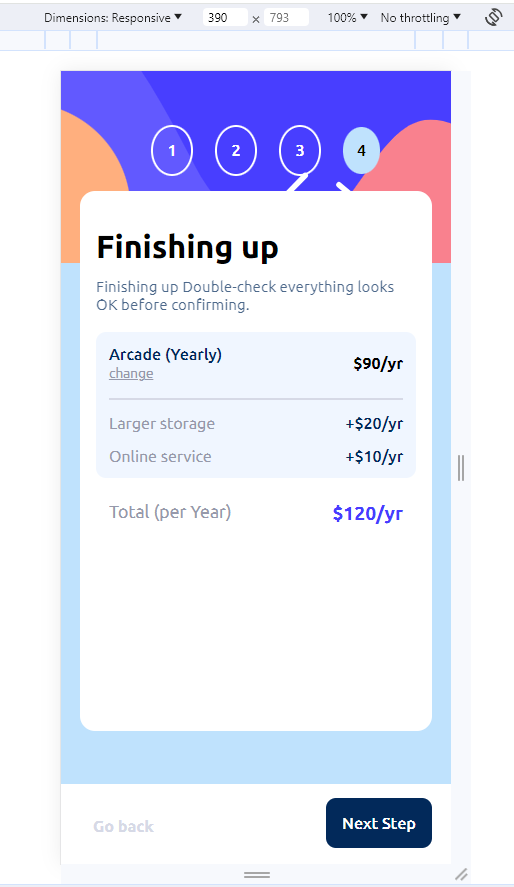 Dimensions: Responsive 390 × 793 100% No throttling
1 2 3 4
Finishing up
Finishing up Double-check everything looks
OK before confirming.
Arcade (Yearly) $90/yr
change
Larger storage +$20/yr
Online service +$10/yr
Total (per Year) $120/yr
Go back Next Step